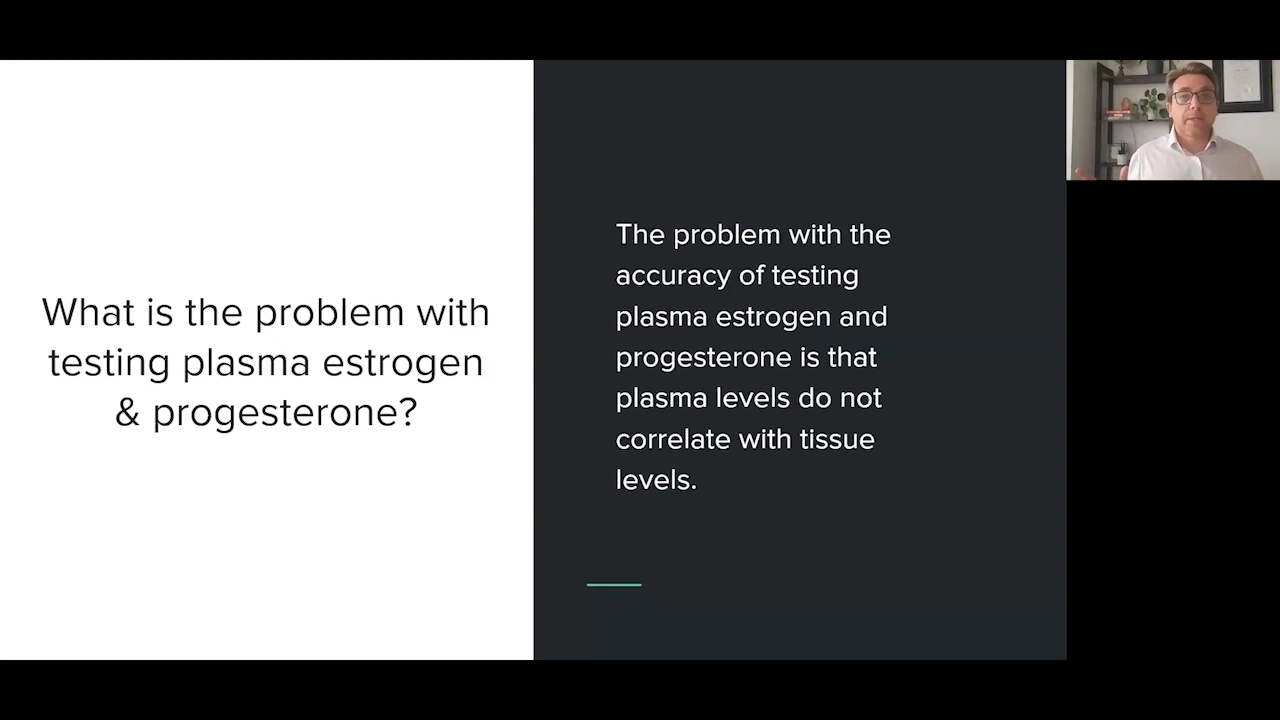 What is the problem with
testing plasma estrogen
& progesterone?
The problem with the
accuracy of testing
plasma estrogen and
progesterone is that
plasma levels do not
correlate with tissue
levels.